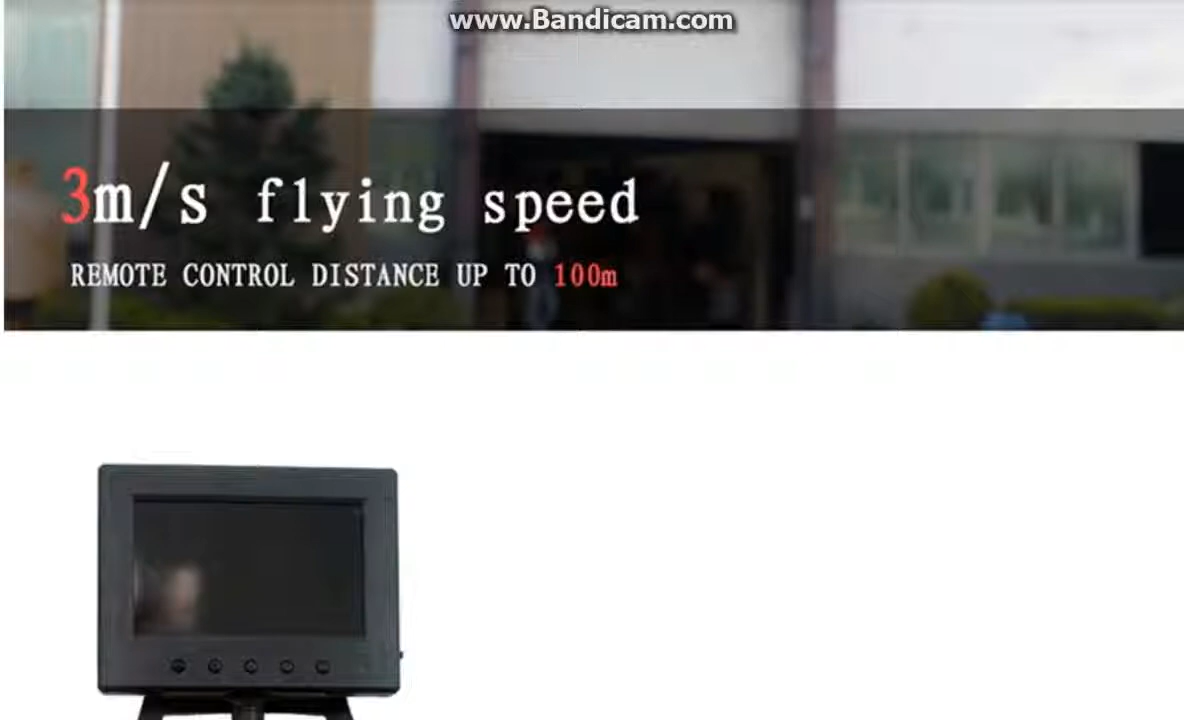 www.Bandicam.com
3m/s flying speed
REMOTE CONTROL DISTANCE UP TO 100m